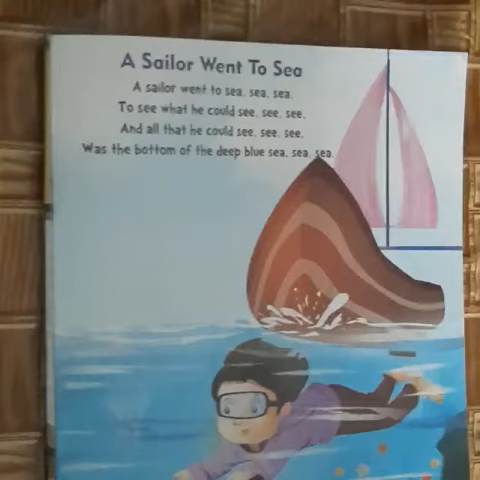 A Sailor Went To Sea
A sailor went to sea, sea, sea,
To see what he could see, see, see,
And all that he could see, see, see,
Was the bottom of the deep blue sea, sea, sea.